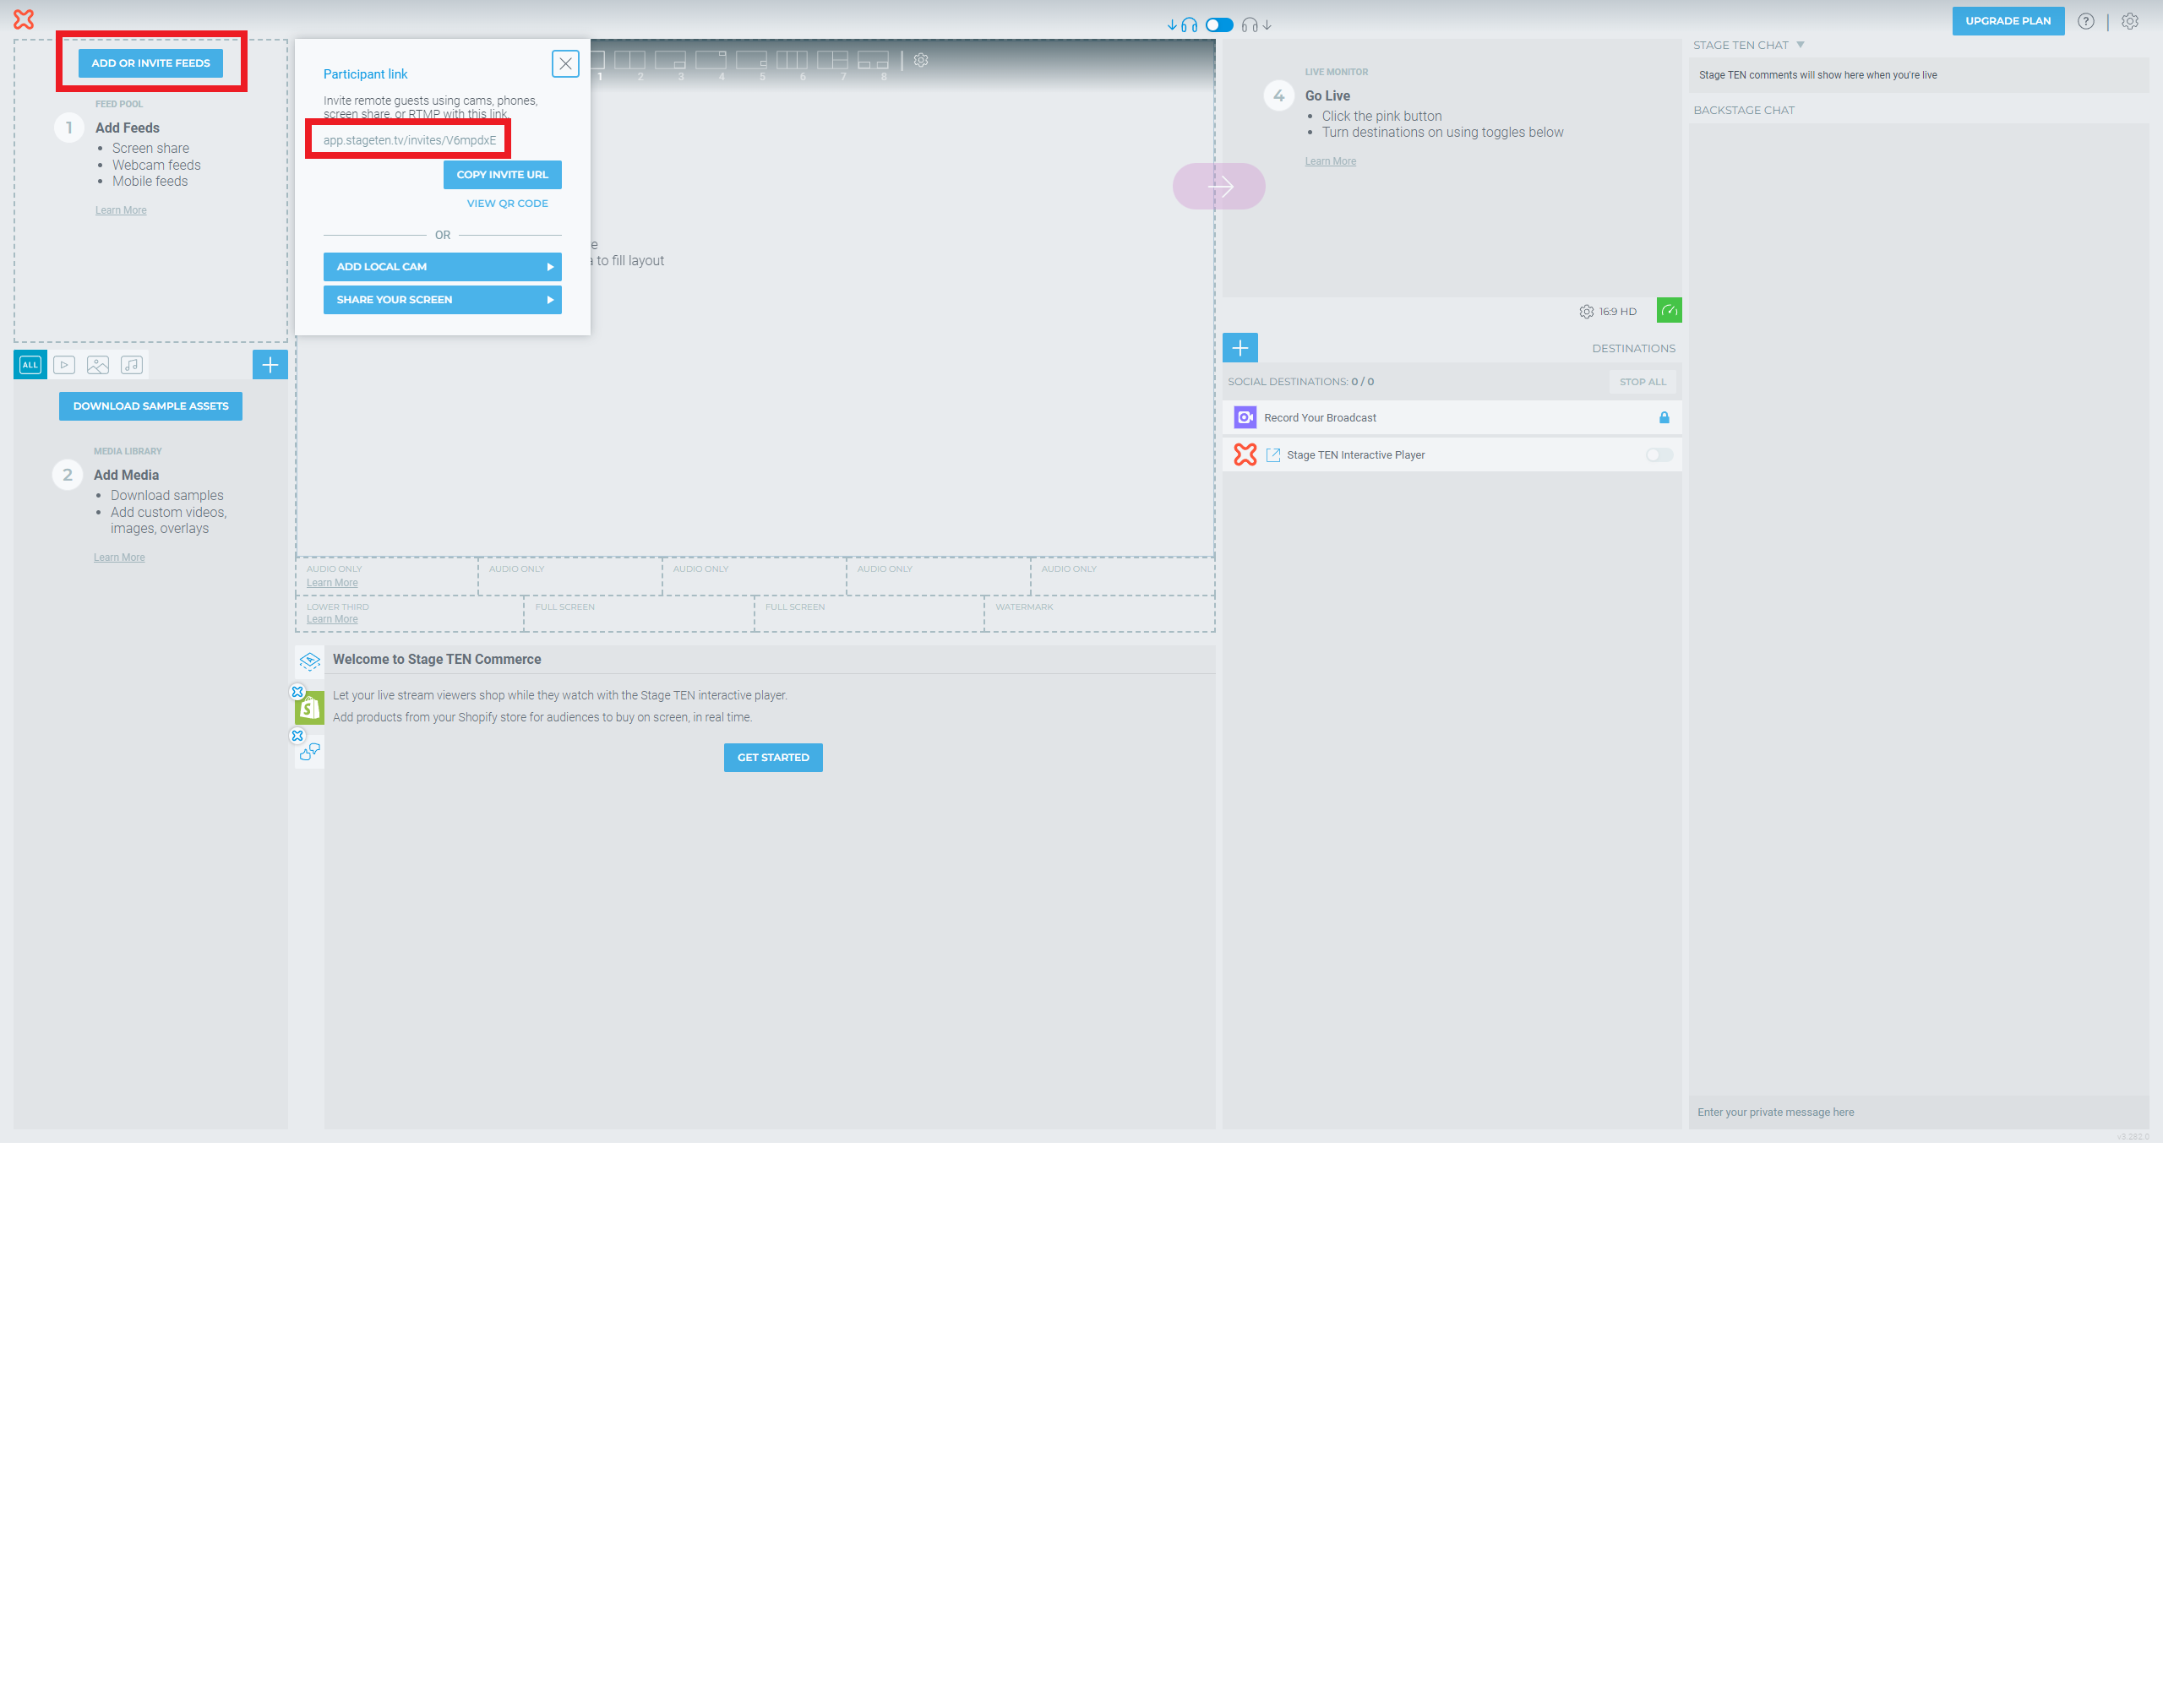 UPGRADE PLAN
ADD OR INVITE FEEDS
FEED POOL
1 Add Feeds
Screen share
Webcam feeds
Mobile feeds
Learn More
Participant link
Invite remote guests using cams, phones,
screen share, or RTMP with this link
app.stageten.tv/invites/V6mpdxE
COPY INVITE URL
VIEW QR CODE
OR
ADD LOCAL CAM
SHARE YOUR SCREEN
1 2 3 4 5 6 7 8
to fill layout
LIVE MONITOR
4 Go Live
Click the pink button
Turn destinations on using toggles below
Learn More
16:9 HD
STAGE TEN CHAT
Stage TEN comments will show here when you're live
BACKSTAGE CHAT
ALL
DOWNLOAD SAMPLE ASSETS
MEDIA LIBRARY
2 Add Media
Download samples
Add custom videos,
images, overlays
Learn More
DESTINATIONS
SOCIAL DESTINATIONS: 0 / 0
STOP ALL
Record Your Broadcast
Stage TEN Interactive Player
AUDIO ONLY AUDIO ONLY AUDIO ONLY AUDIO ONLY AUDIO ONLY
Learn More
LOWER THIRD FULL SCREEN FULL SCREEN WATERMARK
Learn More
Welcome to Stage TEN Commerce
Let your live stream viewers shop while they watch with the Stage TEN interactive player.
Add products from your Shopify store for audiences to buy on screen, in real time.
GET STARTED
Enter your private message here
v3.282.0